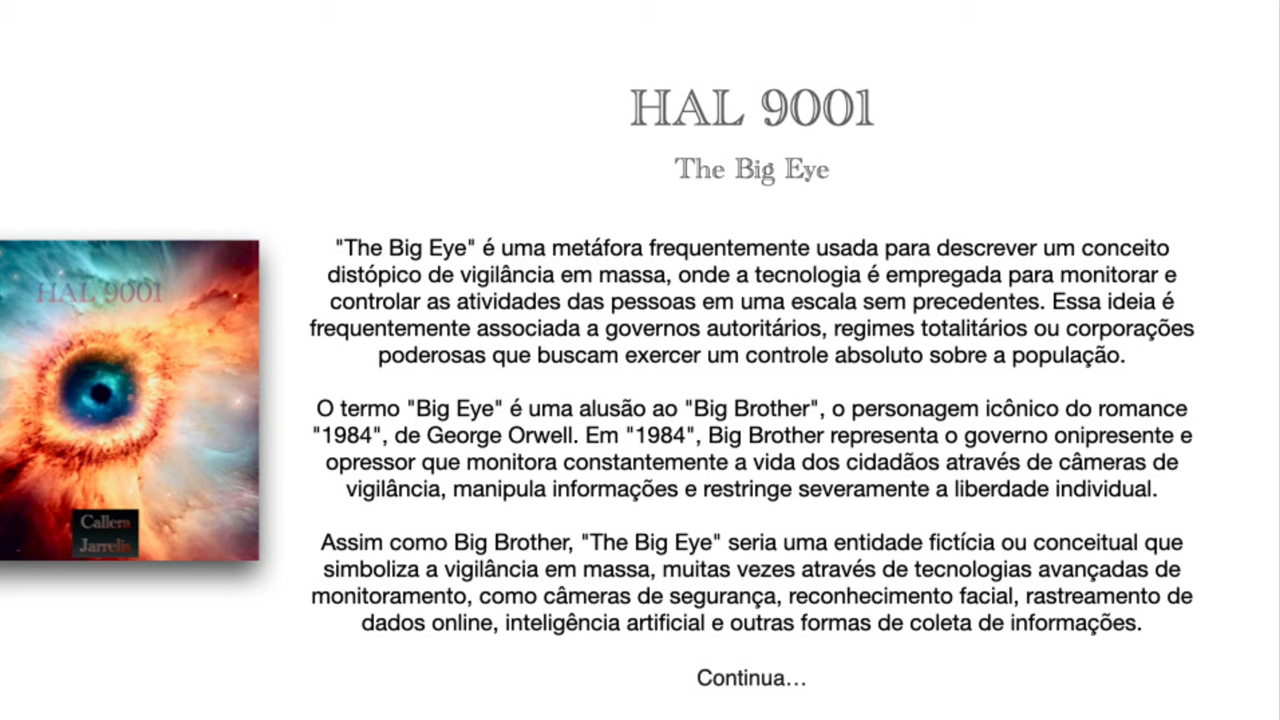 HAL 9001
The Big Eye
"The Big Eye" é uma metáfora frequentemente usada para descrever um conceito
distópico de vigilância em massa, onde a tecnologia é empregada para monitorar e
controlar as atividades das pessoas em uma escala sem precedentes. Essa ideia é
frequentemente associada a governos autoritários, regimes totalitários ou corporações
poderosas que buscam exercer um controle absoluto sobre a população.
O termo "Big Eye" é uma alusão ao "Big Brother", o personagem icônico do romance
"1984", de George Orwell. Em "1984", Big Brother representa o governo onipresente e
opressor que monitora constantemente a vida dos cidadãos através de câmeras de
vigilância, manipula informações e restringe severamente a liberdade individual.
Assim como Big Brother, "The Big Eye" seria uma entidade fictícia ou conceitual que
simboliza a vigilância em massa, muitas vezes através de tecnologias avançadas de
monitoramento, como câmeras de segurança, reconhecimento facial, rastreamento de
dados online, inteligência artificial e outras formas de coleta de informações.
Continua...
HAL 9001
Callera
Jarrelis